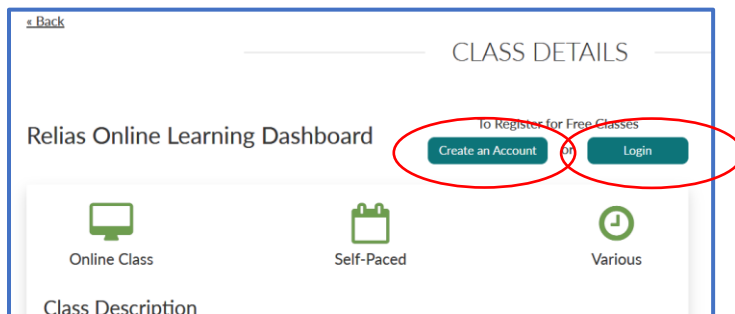 « Back
CLASS DETAILS
To Register for Free Classes
Relias Online Learning Dashboard
Create an Account or Login
Online Class Self-Paced Various
Class Description